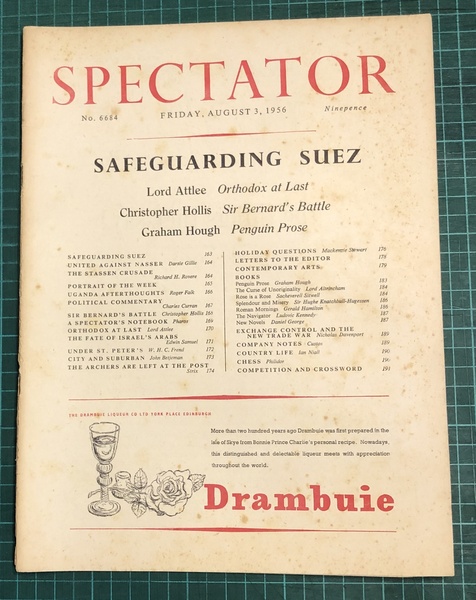 SPECTATOR
No. 6684 FRIDAY, AUGUST 3, 1956 Ninepence
SAFEGUARDING SUEZ
Lord Attlee Orthodox at Last
Christopher Hollis Sir Bernard's Battle
Graham Hough Penguin Prose
SAFEGUARDING SUEZ 163
UNITED AGAINST NASSER Darsie Gillie 164
THE STASSEN CRUSADE
Richard H. Rovere 164
PORTRAIT OF THE WEEK 165
UGANDA AFTERTHOUGHTS Roger Falk 166
POLITICAL COMMENTARY
Charles Curran 167
SIR BERNARD'S BATTLE Christopher Hollis 168
A SPECTATOR'S NOTEBOOK Pharos 169
ORTHODOX AT LAST Lord Attlee 170
THE FATE OF ISRAEL'S ARABS
Edwin Samuel 171
UNDER ST. PETER'S W. H. C. Frend 172
CITY AND SUBURBAN John Betjeman 173
THE ARCHERS ARE LEFT AT THE POST
Strix 174
HOLIDAY QUESTIONS Mackenzie Stewart 176
LETTERS TO THE EDITOR 178
CONTEMPORARY ARTS 179
BOOKS
Penguin Prose Graham Hough 183
The Curse of Unoriginality Lord Altrincham 184
Rose is a Rose Sacheverell Sitwell 184
Splendour and Misery Sir Hughe Knatchbull-Hugessen 186
Roman Mornings Gerald Hamilton 186
The Navigator Ludovic Kennedy 187
New Novels Daniel George 187
EXCHANGE CONTROL AND THE
NEW TRADE WAR Nicholas Davenport 189
COMPANY NOTES Custos 189
COUNTRY LIFE Ian Niall 190
CHESS Philidor 190
COMPETITION AND CROSSWORD 191
THE DRAMBUIE LIQUEUR CO LTD YORK PLACE EDINBURGH
More than two hundred years ago Drambuie was first prepared in the
Isle of Skye from Bonnie Prince Charlie's personal recipe. Nowadays,
this distinguished and delectable liqueur meets with appreciation
throughout the world.
Drambuie